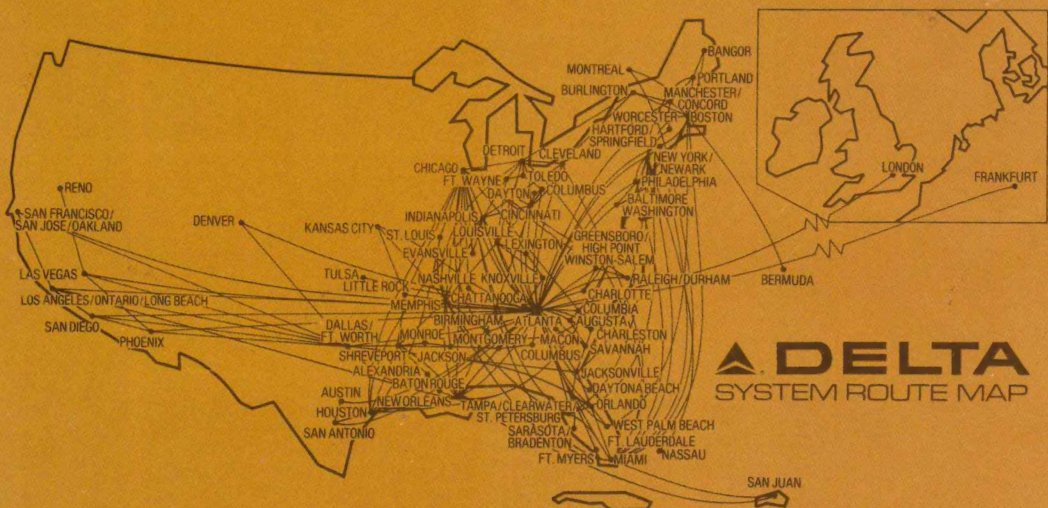 BANGOR
MONTREAL
PORTLAND
BURLINGTON
MANCHESTER/
CONCORD
WORCESTER
BOSTON
HARTFORD/
SPRINGFIELD
DETROIT
CLEVELAND
NEW YORK/
NEWARK
CHICAGO
TOLEDO
FT. WAYNE
PHILADELPHIA
DAYTON
COLUMBUS
BALTIMORE
WASHINGTON
LONDON
FRANKFURT
RENO
SAN FRANCISCO/
SAN JOSE/OAKLAND
DENVER
KANSAS CITY
INDIANAPOLIS
CINCINNATI
ST. LOUIS
LOUISVILLE
LEXINGTON
EVANSVILLE
GREENSBORO/
HIGH POINT
WINSTON-SALEM
BERMUDA
LAS VEGAS
TULSA
NASHVILLE
KNOXVILLE
RALEIGH/DURHAM
LITTLE ROCK
LOS ANGELES/ONTARIO/LONG BEACH
MEMPHIS
CHATTANOOGA
CHARLOTTE
COLUMBIA
SAN DIEGO
DALLAS/
FT. WORTH
BIRMINGHAM
ATLANTA
AUGUSTA
PHOENIX
MONROE
MONTGOMERY
MACON
CHARLESTON
SHREVEPORT
JACKSON
COLUMBUS
SAVANNAH
ALEXANDRIA
JACKSONVILLE
BATON ROUGE
DAYTONA BEACH
AUSTIN
NEW ORLEANS
TAMPA/CLEARWATER/
ST. PETERSBURG
ORLANDO
HOUSTON
SAN ANTONIO
SARASOTA/
BRADENTON
WEST PALM BEACH
FT. LAUDERDALE
FT. MYERS
MIAMI
NASSAU
SAN JUAN
DELTA
SYSTEM ROUTE MAP